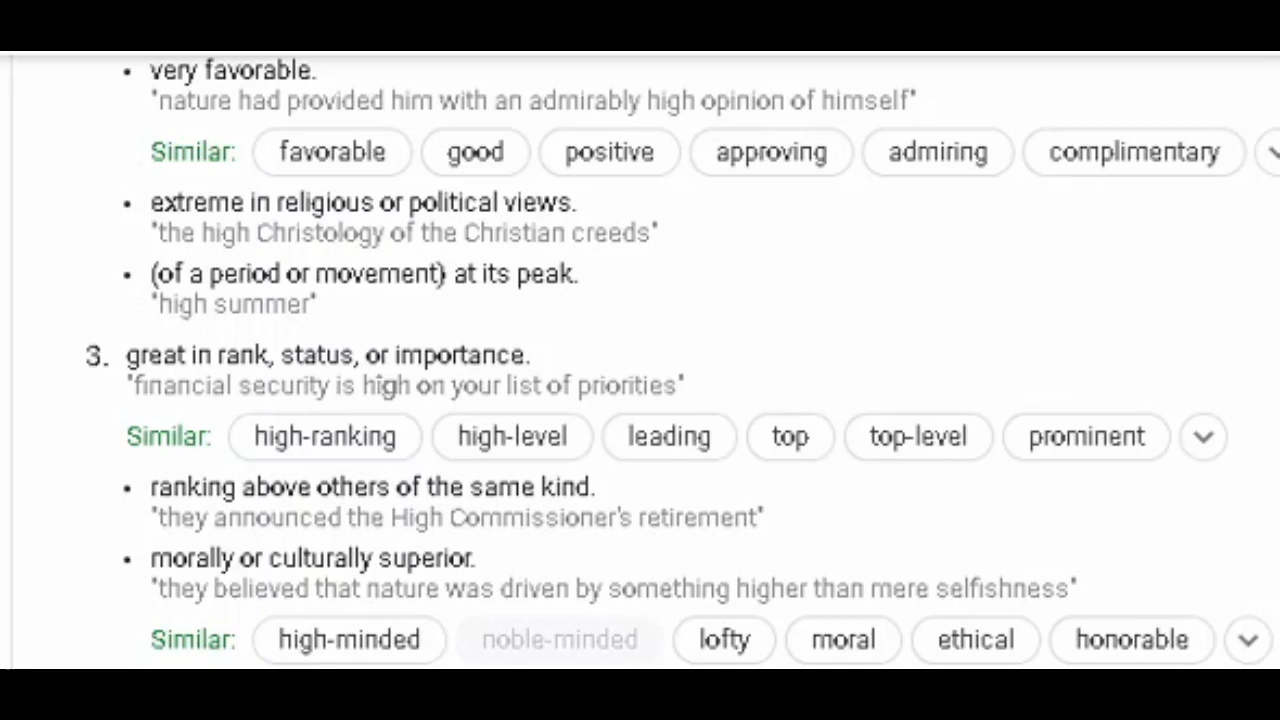 • very favorable.
"nature had provided him with an admirably high opinion of himself"
Similar: favorable good positive approving admiring complimentary
• extreme in religious or political views.
"the high Christology of the Christian creeds"
• (of a period or movement) at its peak.
"high summer"
3. great in rank, status, or importance.
"financial security is high on your list of priorities"
Similar: high-ranking high-level leading top top-level prominent
• ranking above others of the same kind.
"they announced the High Commissioner's retirement"
• morally or culturally superior.
"they believed that nature was driven by something higher than mere selfishness"
Similar: high-minded noble-minded lofty moral ethical honorable